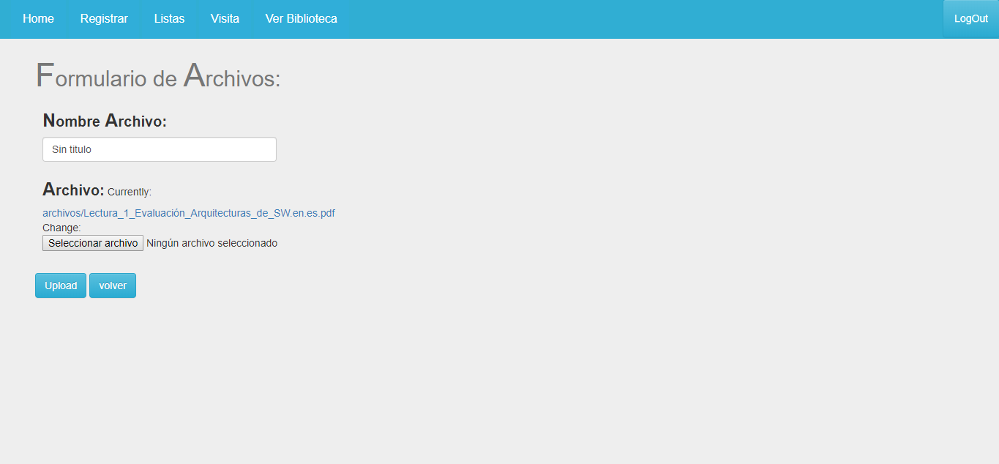 Home Registrar Listas Visita Ver Biblioteca LogOut
Formulario de Archivos:
Nombre Archivo:
Sin titulo
Archivo: Currently:
archivos/Lectura_1_Evaluación_Arquitecturas_de_SW.en.es.pdf
Change:
Seleccionar archivo Ningún archivo seleccionado
Upload volver